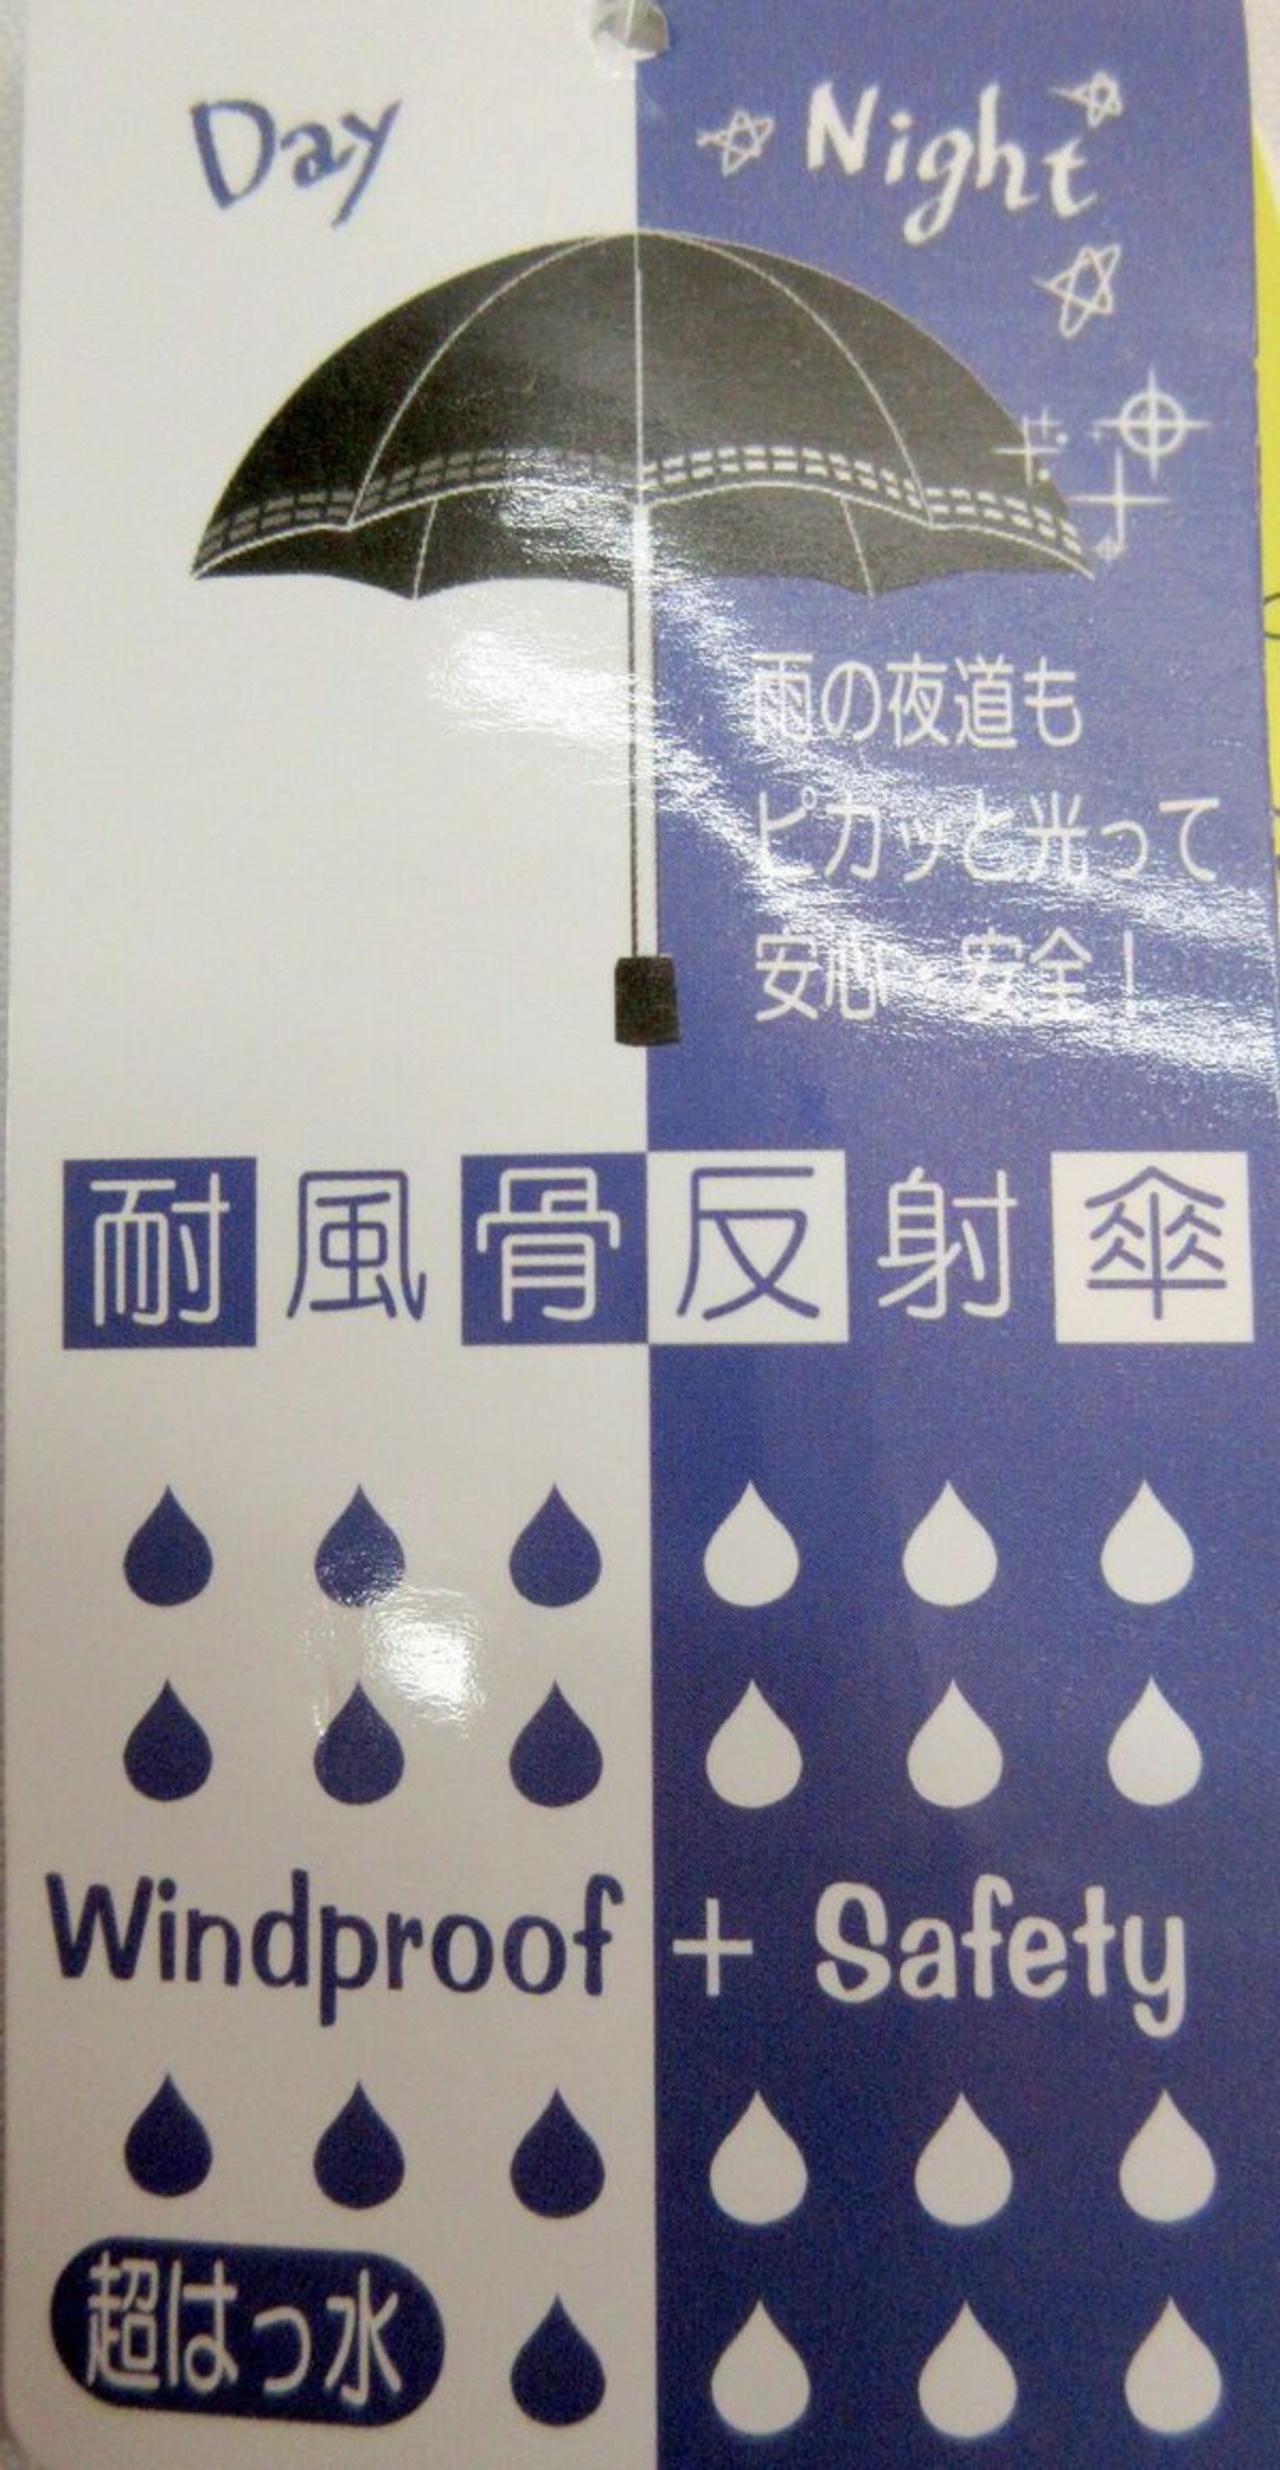 Day
Night
雨の夜道も
ピカッと光って
安心・安全!
耐風骨反射傘
Windproof + Safety
超はっ水